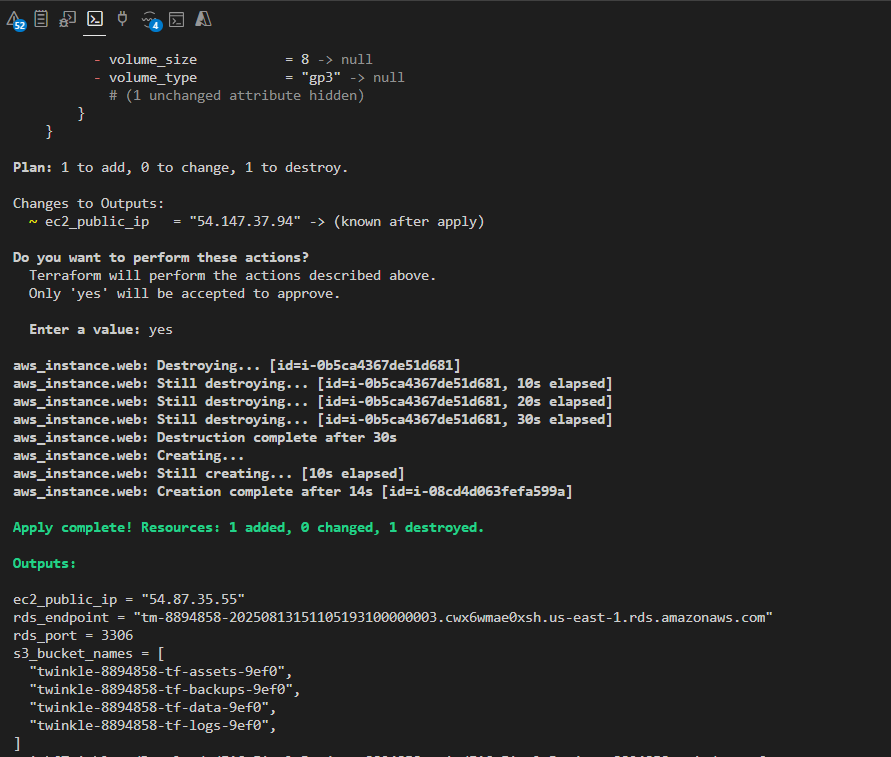 52
4
- volume_size = 8 -> null
- volume_type = "gp3" -> null
# (1 unchanged attribute hidden)
}
}
Plan: 1 to add, 0 to change, 1 to destroy.
Changes to Outputs:
~ ec2_public_ip = "54.147.37.94" -> (known after apply)
Do you want to perform these actions?
Terraform will perform the actions described above.
Only 'yes' will be accepted to approve.
Enter a value: yes
aws_instance.web: Destroying... [id=i-0b5ca4367de51d681]
aws_instance.web: Still destroying... [id=i-0b5ca4367de51d681, 10s elapsed]
aws_instance.web: Still destroying... [id=i-0b5ca4367de51d681, 20s elapsed]
aws_instance.web: Still destroying... [id=i-0b5ca4367de51d681, 30s elapsed]
aws_instance.web: Destruction complete after 30s
aws_instance.web: Creating...
aws_instance.web: Still creating... [10s elapsed]
aws_instance.web: Creation complete after 14s [id=i-08cd4d063fefa599a]
Apply complete! Resources: 1 added, 0 changed, 1 destroyed.
Outputs:
ec2_public_ip = "54.87.35.55"
rds_endpoint = "tm-8894858-20250813151105193100000003.cwx6wmae0xsh.us-east-1.rds.amazonaws.com"
rds_port = 3306
s3_bucket_names = [
"twinkle-8894858-tf-assets-9ef0",
"twinkle-8894858-tf-backups-9ef0",
"twinkle-8894858-tf-data-9ef0",
"twinkle-8894858-tf-logs-9ef0",
]